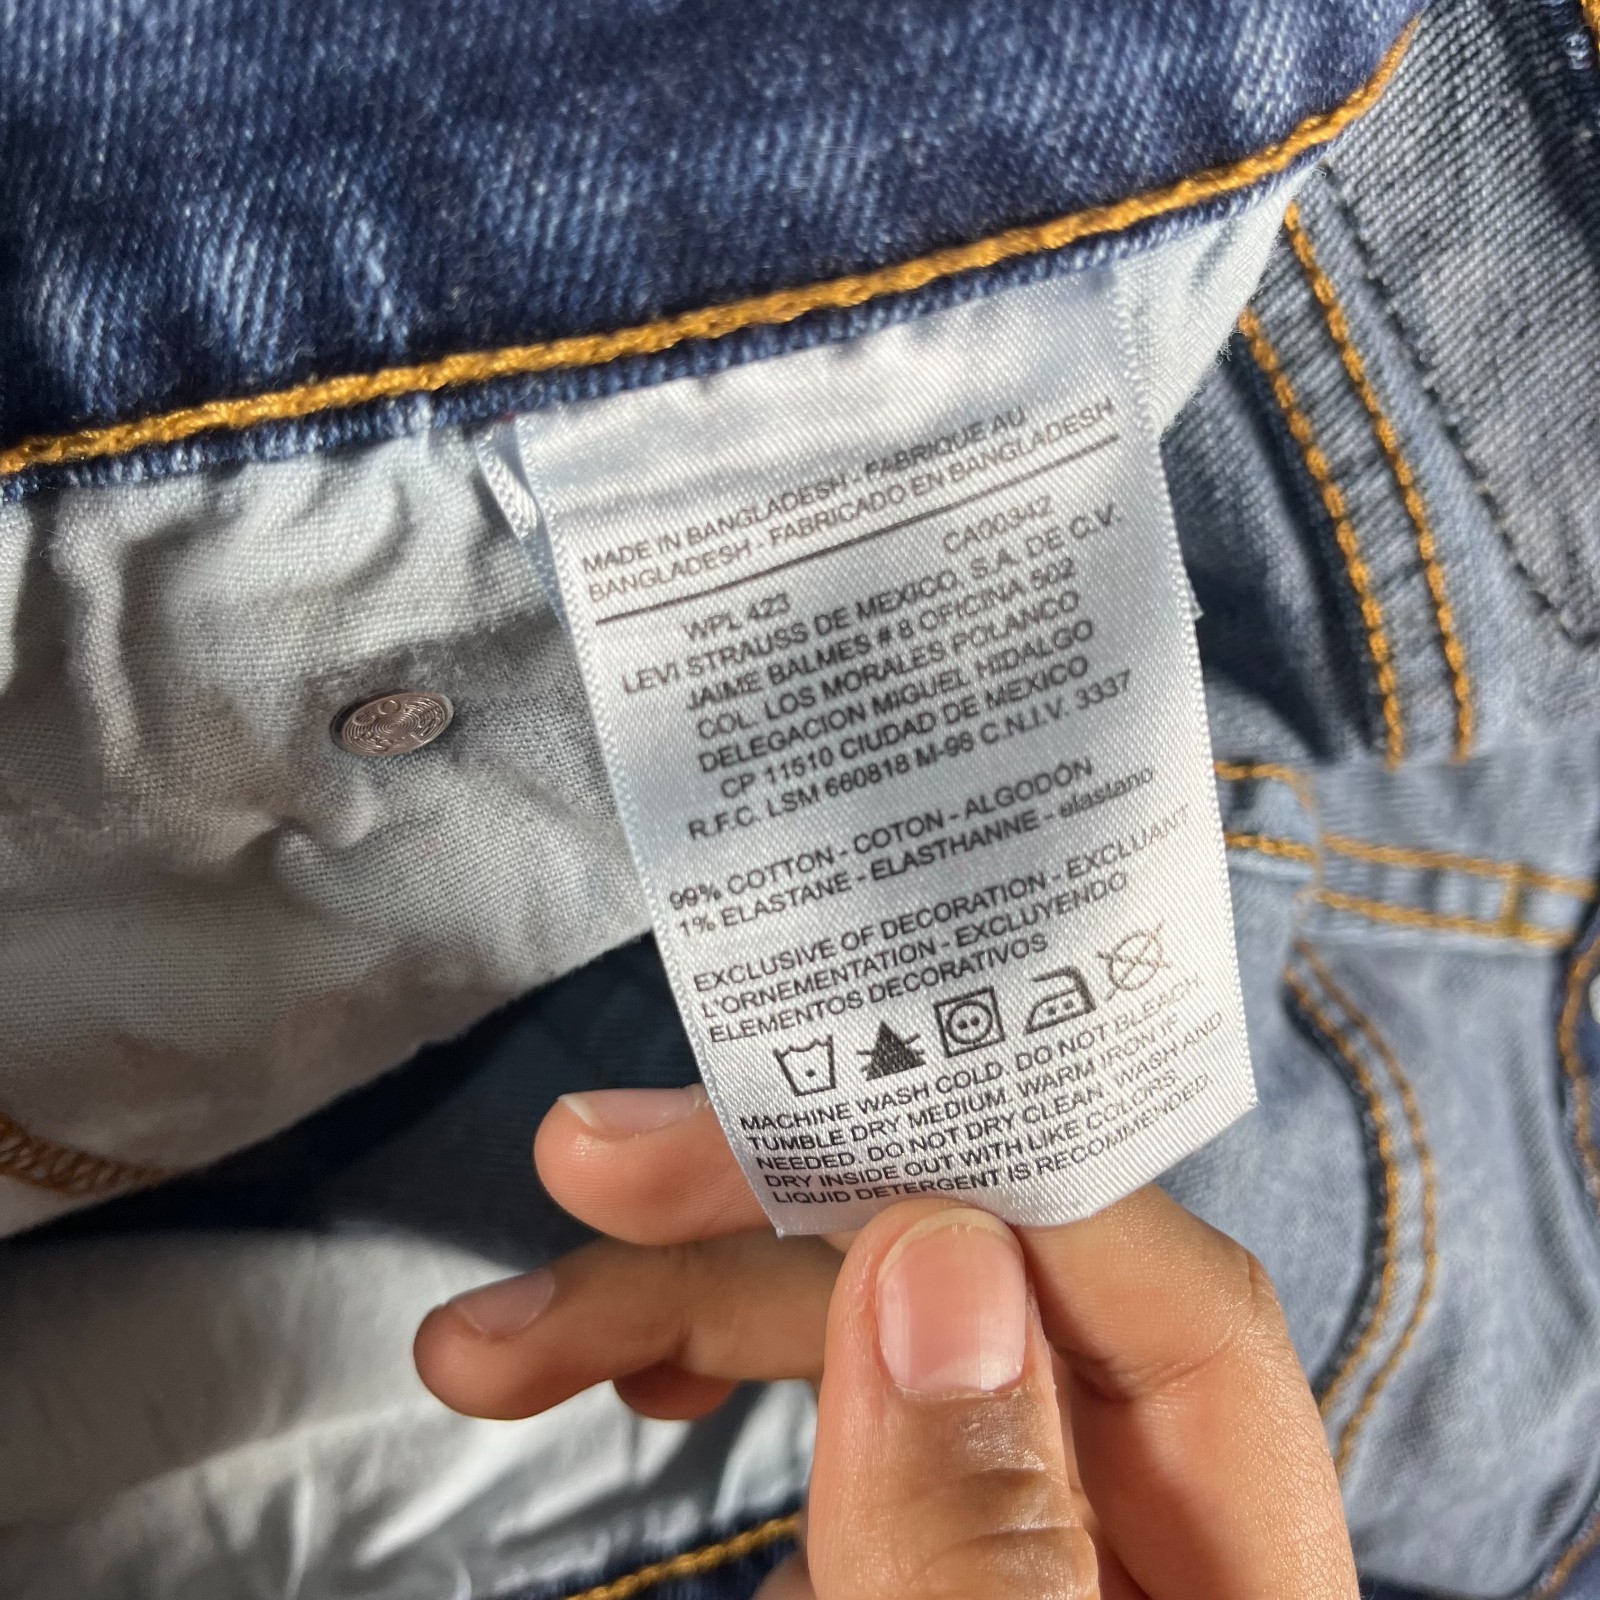 MADE IN BANGLADESH - FABRIQUE AU
BANGLADESH - FABRICADO EN BANGLADESH
WPL 423 CA00342
LEVI STRAUSS DE MEXICO, S.A. DE C.V.
JAIME BALMES # 8 OFICINA 502
COL. LOS MORALES POLANCO
DELEGACION MIGUEL HIDALGO
CP 11510 CIUDAD DE MEXICO
R.F.C. LSM 660818 M-96 C.N.I.V. 3337
99% COTTON - COTON - ALGODÓN
1% ELASTANE - ELASTHANNE - elastano
EXCLUSIVE OF DECORATION - EXCLUANT
L'ORNEMENTATION - EXCLUYENDO
ELEMENTOS DECORATIVOS
MACHINE WASH COLD. DO NOT BLEACH.
TUMBLE DRY MEDIUM. WARM IRON IF
NEEDED. DO NOT DRY CLEAN. WASH AND
DRY INSIDE OUT WITH LIKE COLORS.
LIQUID DETERGENT IS RECOMMENDED.